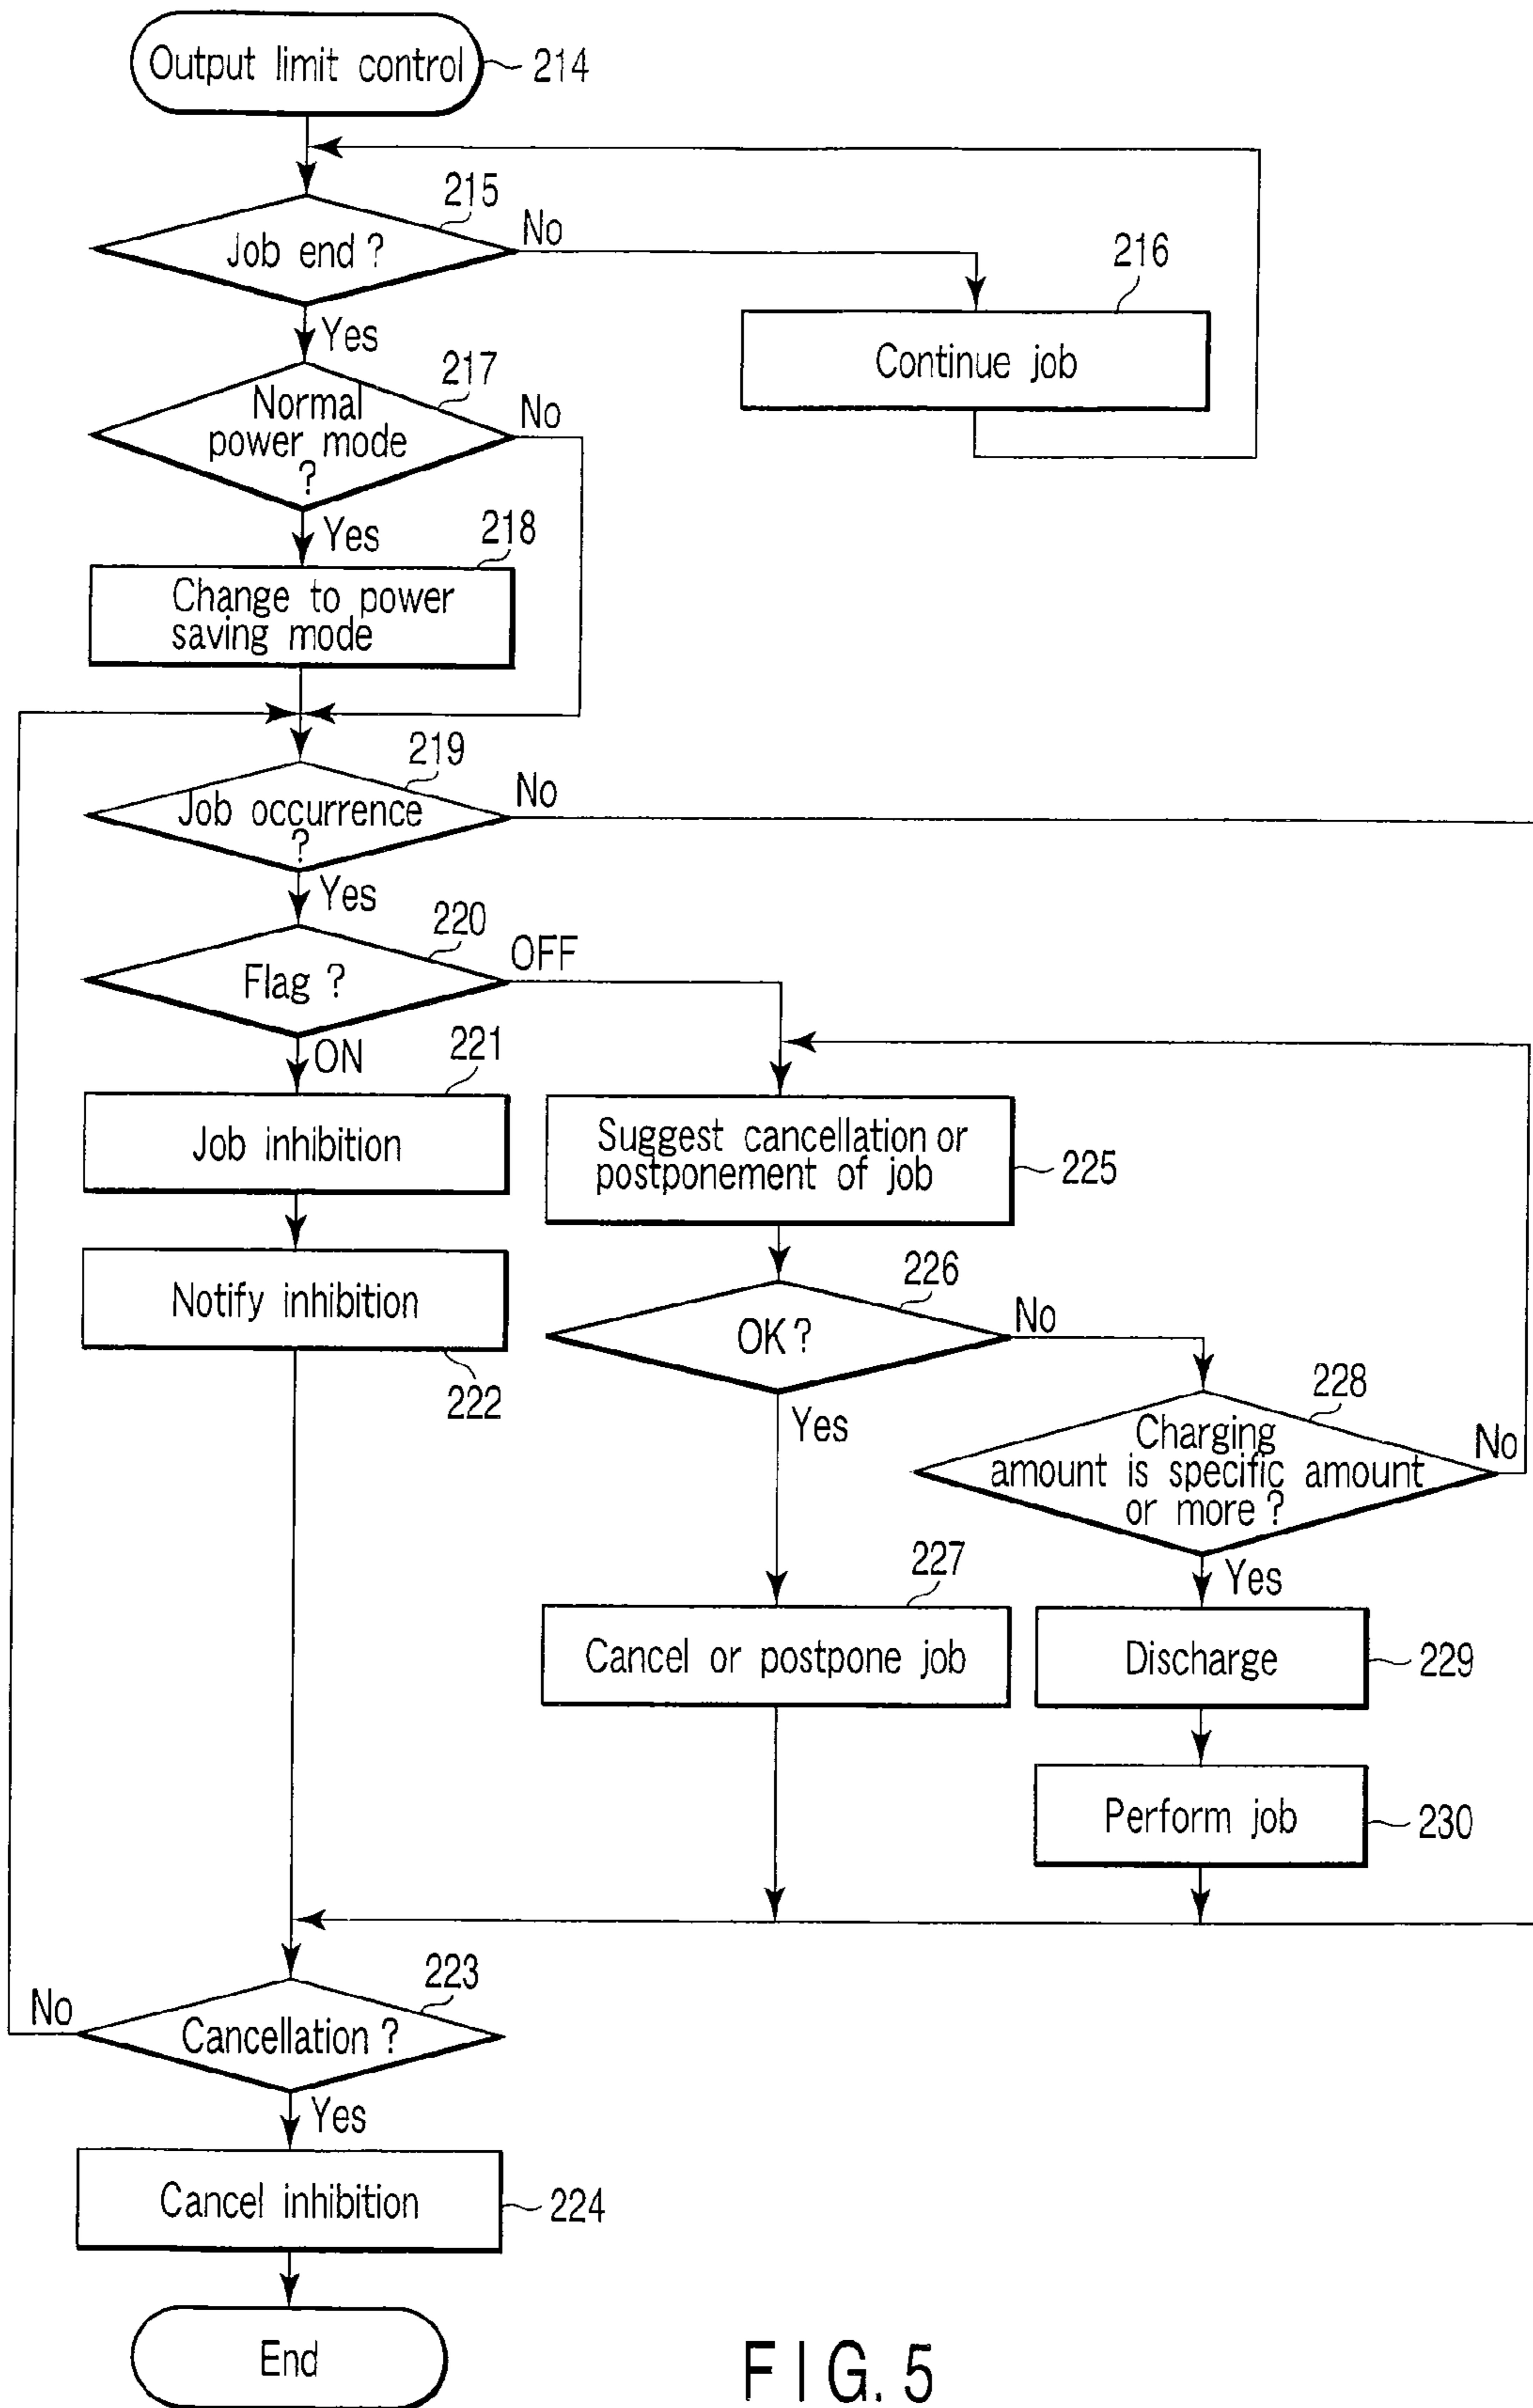 Output limit control
214
215
Job end ?
No
216
Yes
Continue job
217
Normal
power mode
?
No
Yes
218
Change to power
saving mode
219
Job occurrence
?
No
Yes
220
Flag ?
OFF
ON
221
Job inhibition
Suggest cancellation or
postponement of job
225
Notify inhibition
222
226
OK ?
No
Yes
228
Charging
amount is specific amount
or more ?
No
Yes
227
Cancel or postpone job
Discharge
229
Perform job
230
223
Cancellation ?
No
Yes
Cancel inhibition
224
End
FIG. 5